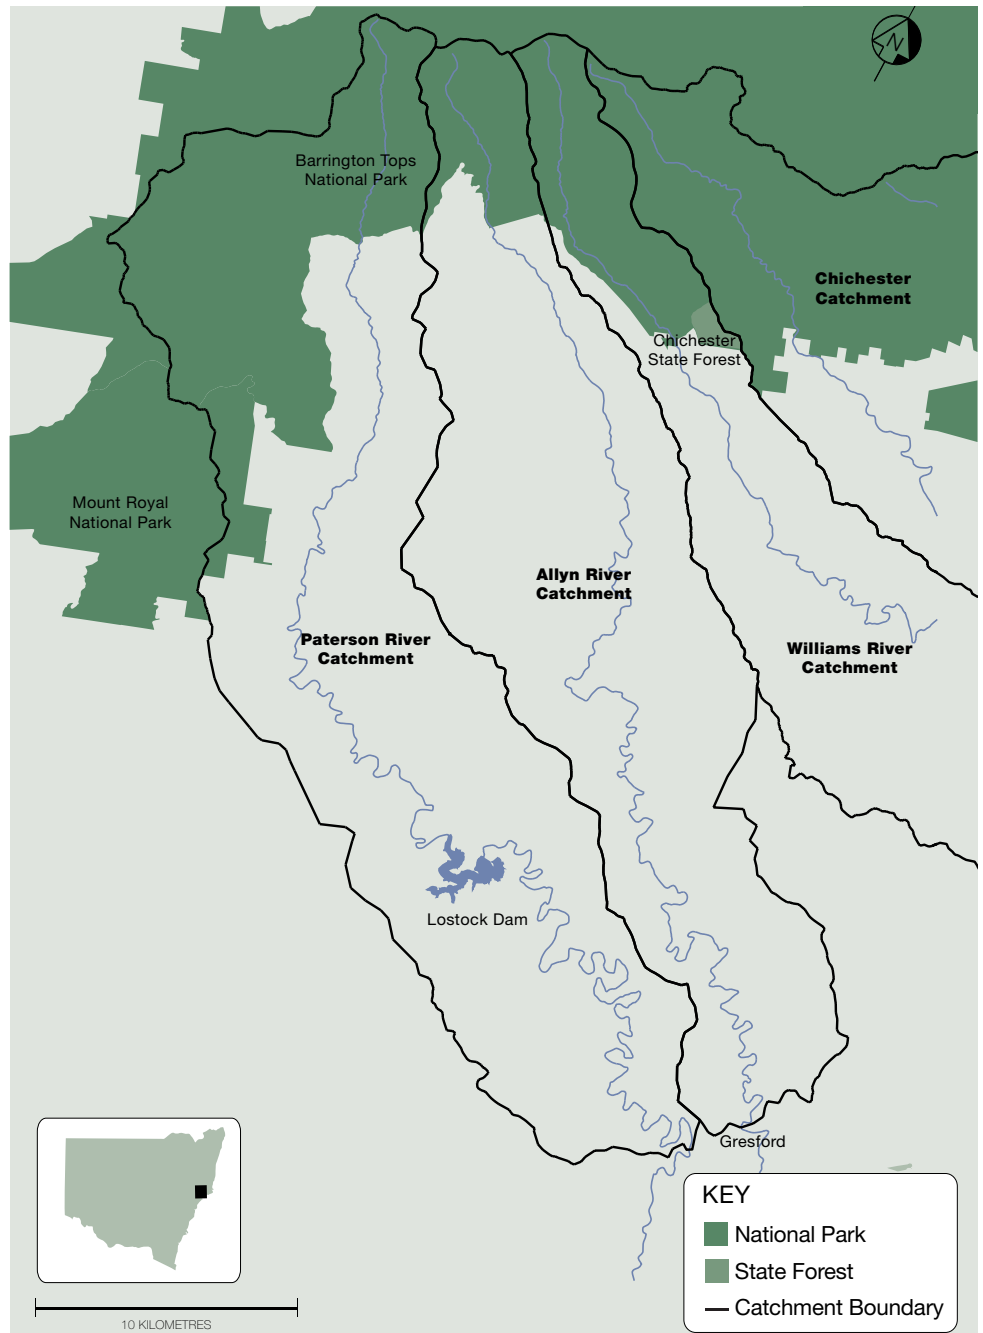 N
Barrington Tops
National Park
Chichester
Catchment
Chichester
State Forest
Mount Royal
National Park
Allyn River
Catchment
Paterson River
Catchment
Williams River
Catchment
Lostock Dam
Gresford
KEY
National Park
State Forest
Catchment Boundary
10 KILOMETRES